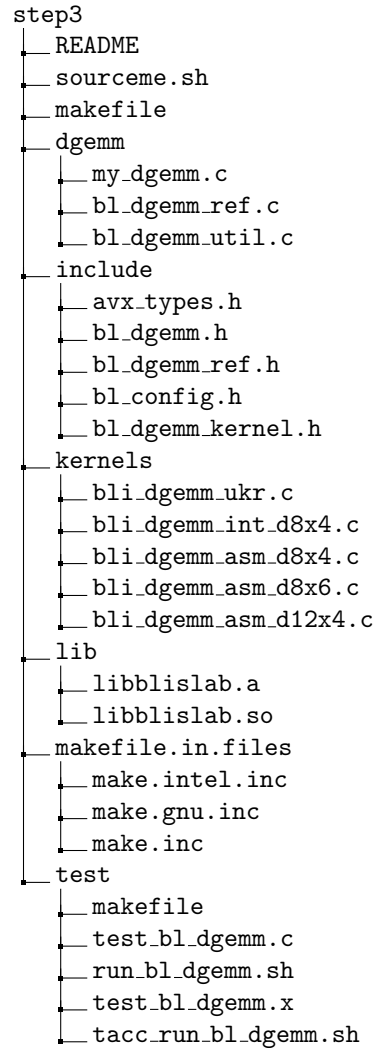 step3
README
sourceme.sh
makefile
dgemm
my_dgemm.c
bl_dgemm_ref.c
bl_dgemm_util.c
include
avx_types.h
bl_dgemm.h
bl_dgemm_ref.h
bl_config.h
bl_dgemm_kernel.h
kernels
bli_dgemm_ukr.c
bli_dgemm_int_d8x4.c
bli_dgemm_asm_d8x4.c
bli_dgemm_asm_d8x6.c
bli_dgemm_asm_d12x4.c
lib
libblislab.a
libblislab.so
makefile.in.files
make.intel.inc
make.gnu.inc
make.inc
test
makefile
test_bl_dgemm.c
run_bl_dgemm.sh
test_bl_dgemm.x
tacc_run_bl_dgemm.sh